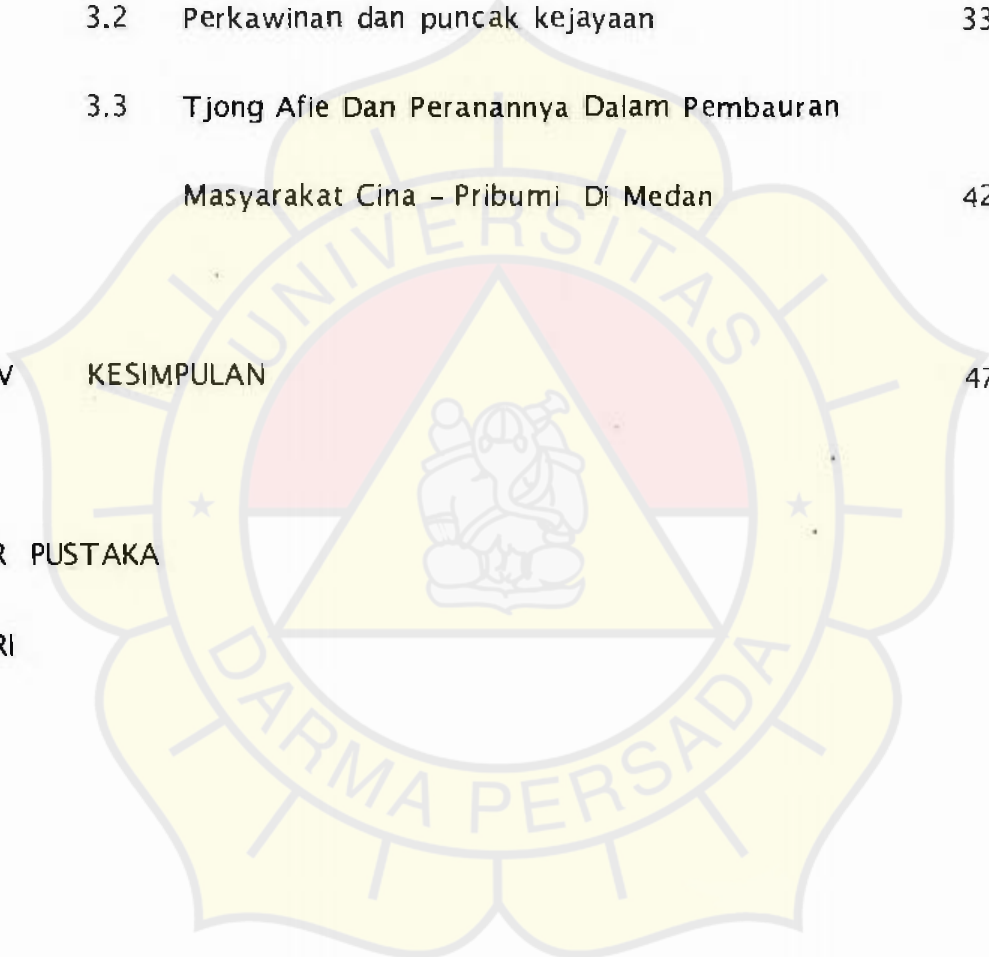 3.2 Perkawinan dan puncak kejayaan 33
3.3 Tjong Afie Dan Peranannya Dalam Pembauran
Masyarakat Cina – Pribumi Di Medan 42
V KESIMPULAN 47
R PUSTAKA
RI
UNIVERSITAS
DARMA PERSADA